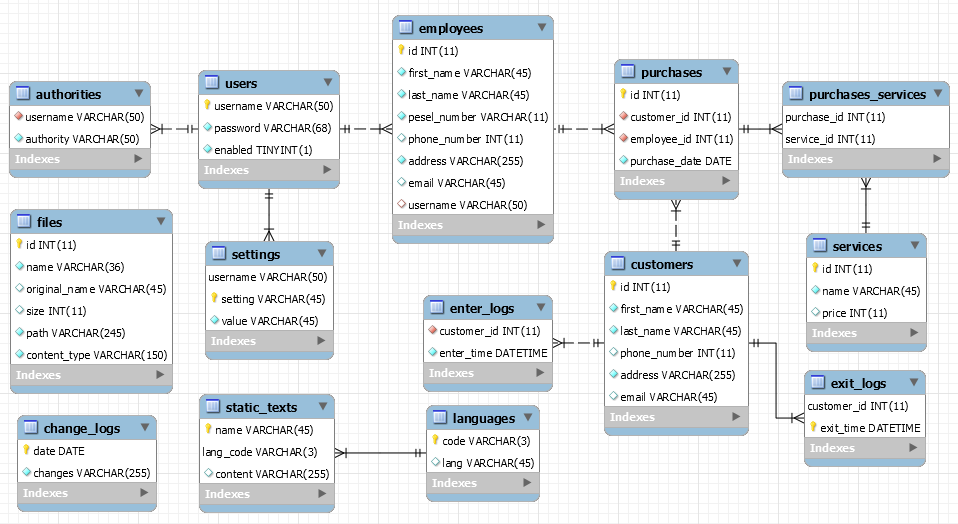 employees
id INT(11)
first_name VARCHAR(45)
last_name VARCHAR(45)
pesel_number VARCHAR(11)
phone_number INT(11)
address VARCHAR(255)
email VARCHAR(45)
username VARCHAR(50)
Indexes
authorities
username VARCHAR(50)
authority VARCHAR(50)
Indexes
users
username VARCHAR(50)
password VARCHAR(68)
enabled TINYINT(1)
Indexes
purchases
id INT(11)
customer_id INT(11)
employee_id INT(11)
purchase_date DATE
Indexes
purchases_services
purchase_id INT(11)
service_id INT(11)
Indexes
files
id INT(11)
name VARCHAR(36)
original_name VARCHAR(45)
size INT(11)
path VARCHAR(245)
content_type VARCHAR(150)
Indexes
settings
username VARCHAR(50)
setting VARCHAR(45)
value VARCHAR(45)
Indexes
enter_logs
customer_id INT(11)
enter_time DATETIME
Indexes
customers
id INT(11)
first_name VARCHAR(45)
last_name VARCHAR(45)
phone_number INT(11)
address VARCHAR(255)
email VARCHAR(45)
Indexes
services
id INT(11)
name VARCHAR(45)
price INT(11)
Indexes
exit_logs
customer_id INT(11)
exit_time DATETIME
Indexes
change_logs
date DATE
changes VARCHAR(255)
Indexes
static_texts
name VARCHAR(45)
lang_code VARCHAR(3)
content VARCHAR(255)
Indexes
languages
code VARCHAR(3)
lang VARCHAR(45)
Indexes